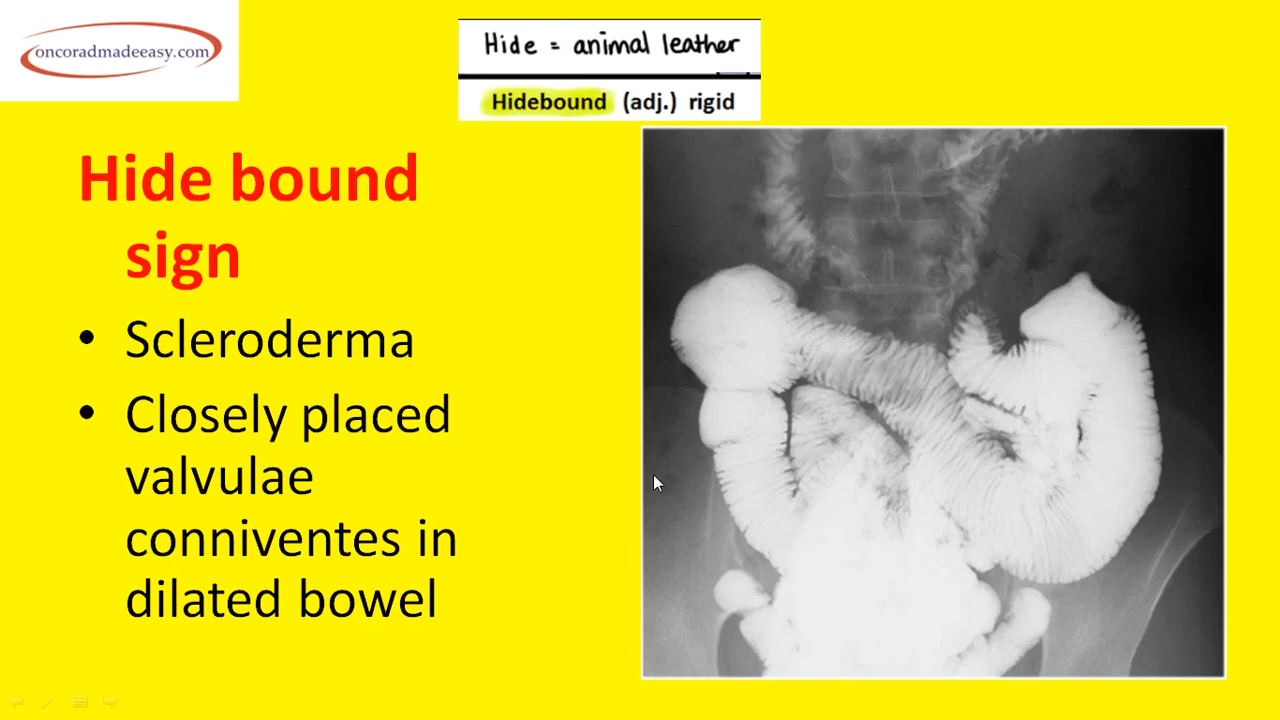 oncoradmadeeasy.com
Hide = animal leather
Hidebound (adj.) rigid
Hide bound
sign
• Scleroderma
• Closely placed
valvulae
conniventes in
dilated bowel